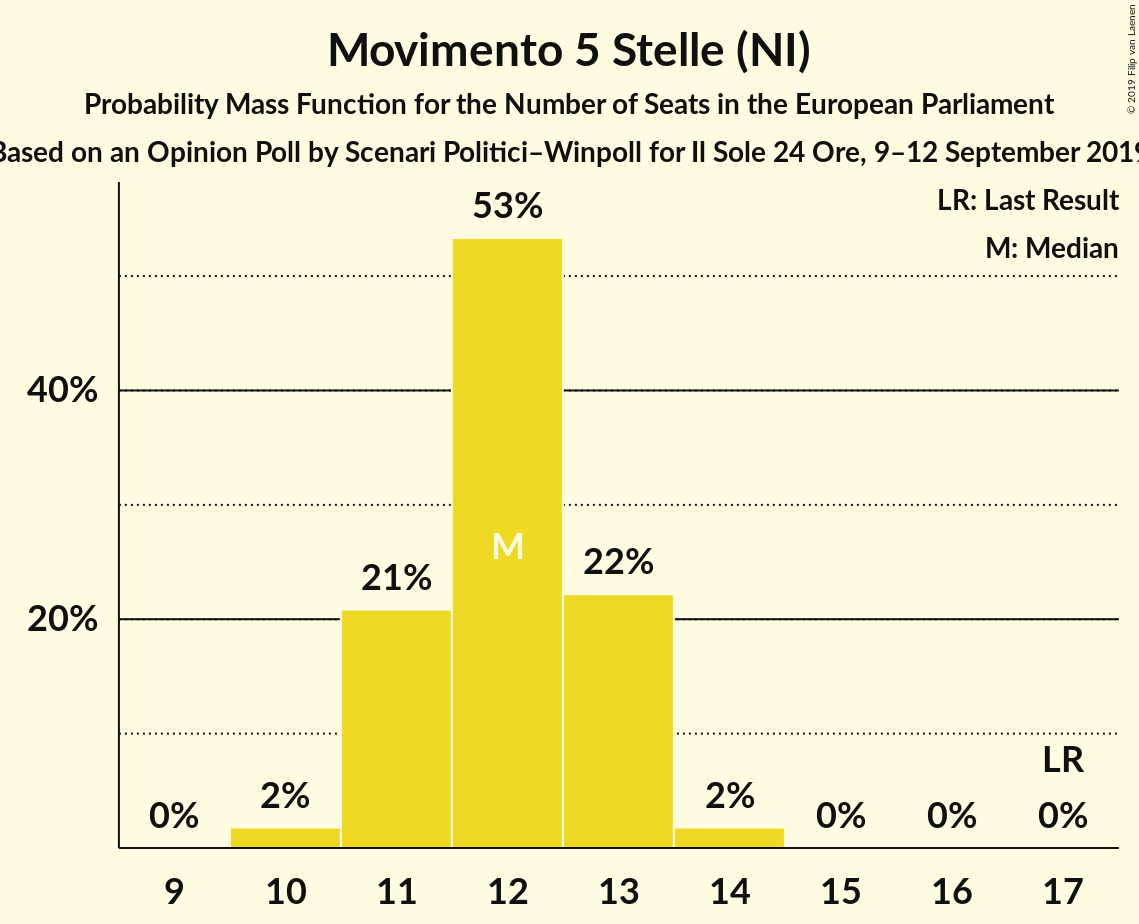 Movimento 5 Stelle (NI)
Probability Mass Function for the Number of Seats in the European Parliament
Based on an Opinion Poll by Scenari Politici–Winpoll for Il Sole 24 Ore, 9–12 September 2019
© 2019 Filip van Laenen
LR: Last Result
M: Median
53%
40%
M
22%
21%
20%
LR
2%
2%
0%
0%
0%
0%
9 10 11 12 13 14 15 16 17